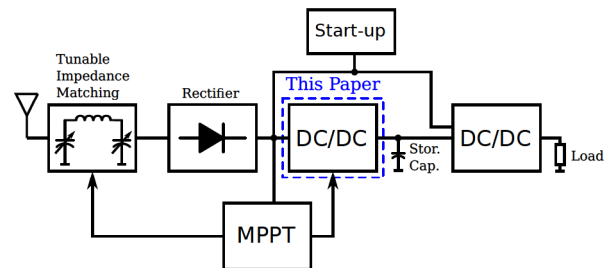 Start-up
Tunable
Impedance
Matching
Rectifier
This Paper
DC/DC
DC/DC
Stor.
Cap.
Load
MPPT